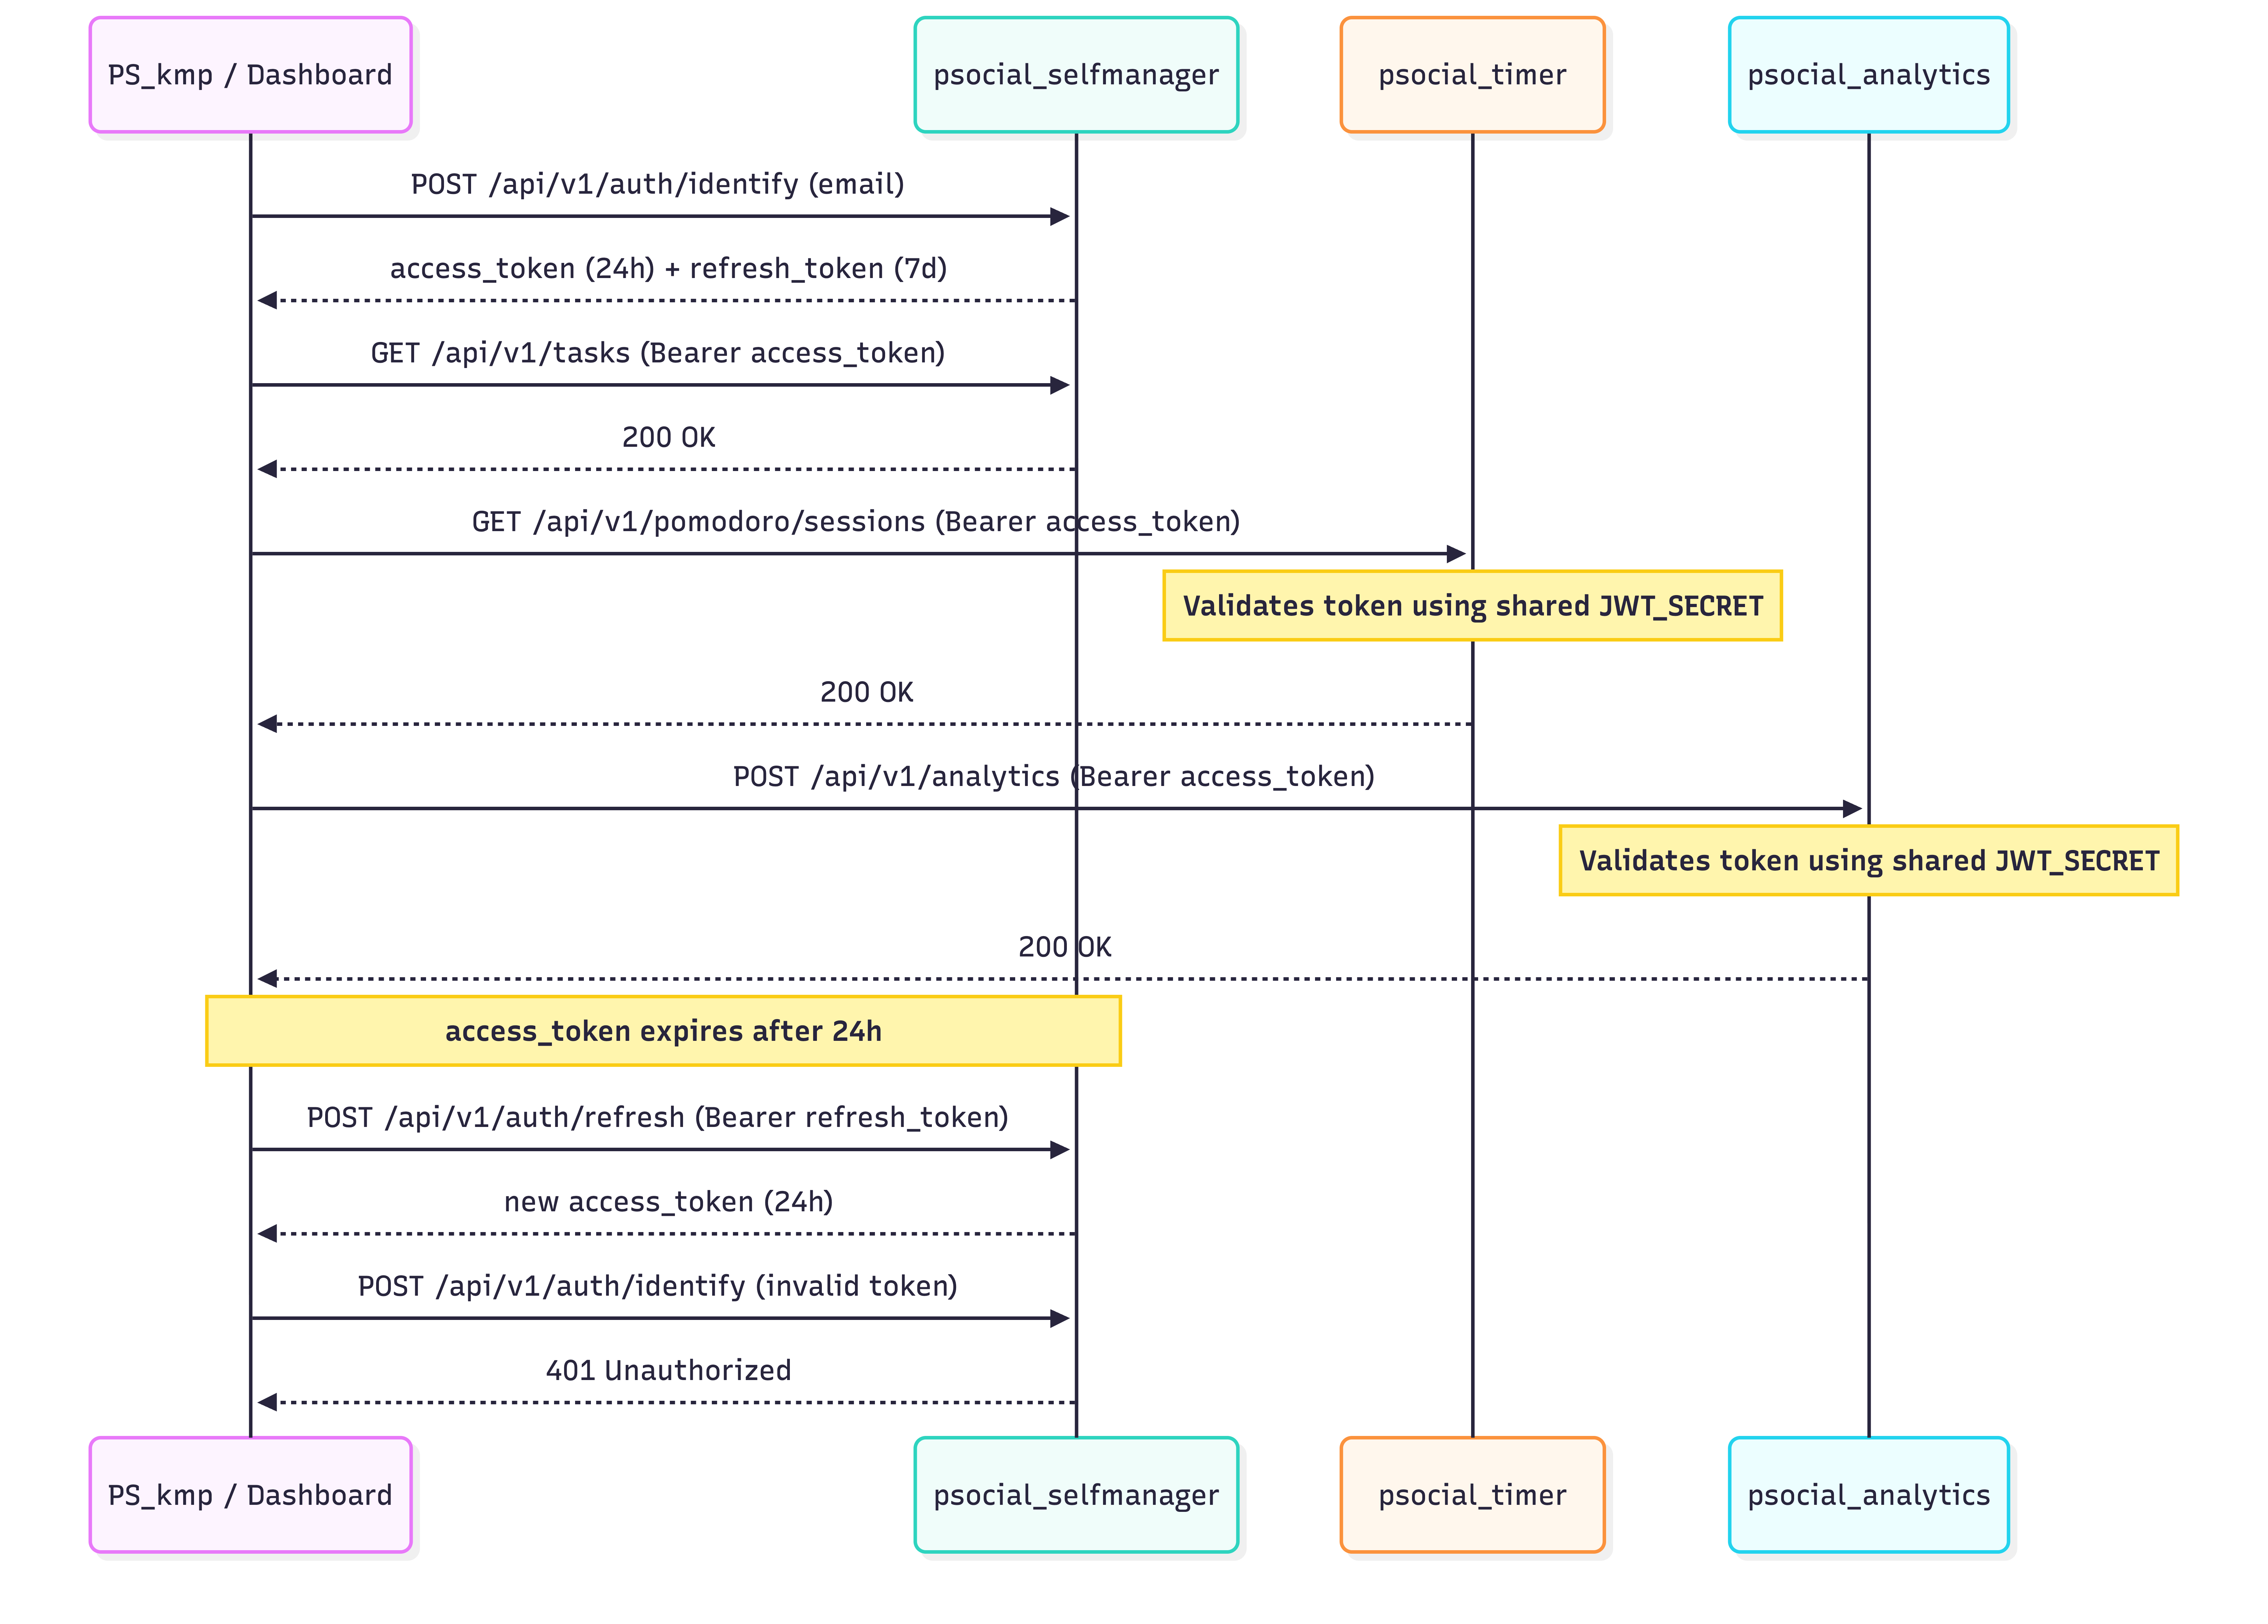 PS_kmp / Dashboard
psocial_selfmanager
psocial_timer
psocial_analytics
POST /api/v1/auth/identify (email)
access_token (24h) + refresh_token (7d)
GET /api/v1/tasks (Bearer access_token)
200 OK
GET /api/v1/pomodoro/sessions (Bearer access_token)
Validates token using shared JWT_SECRET
200 OK
POST /api/v1/analytics (Bearer access_token)
Validates token using shared JWT_SECRET
200 OK
access_token expires after 24h
POST /api/v1/auth/refresh (Bearer refresh_token)
new access_token (24h)
POST /api/v1/auth/identify (invalid token)
401 Unauthorized
PS_kmp / Dashboard
psocial_selfmanager
psocial_timer
psocial_analytics